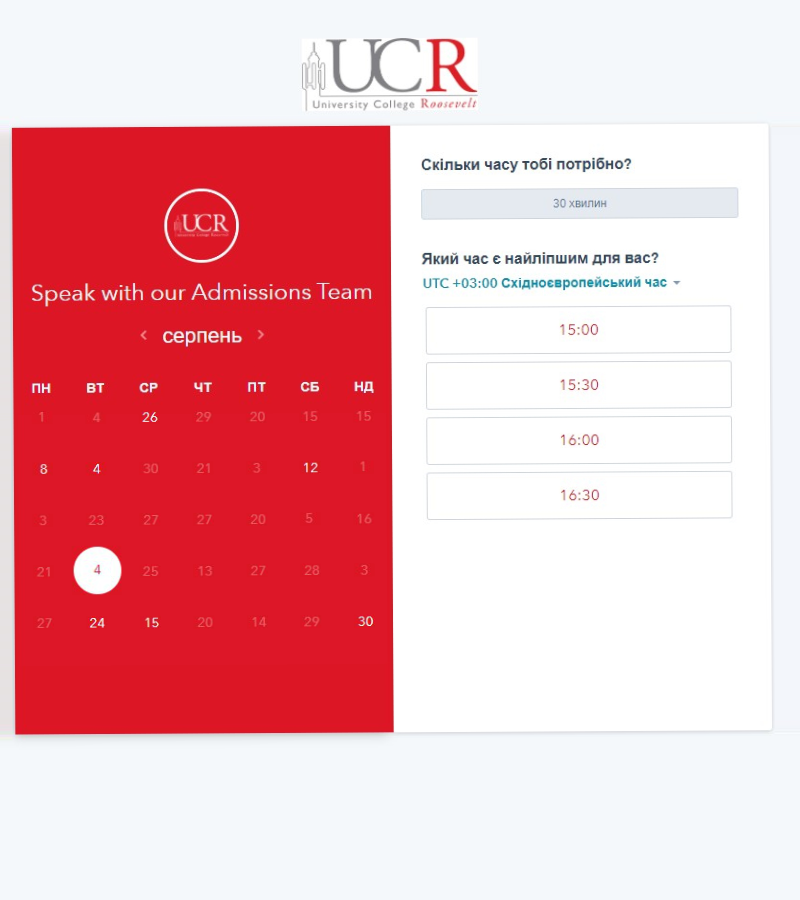 UCR
University College Roosevelt
UCR
Speak with our Admissions Team
серпень
ПН ВТ СР ЧТ ПТ СБ НД
1 4 26 29 20 15 15
8 4 30 21 3 12 1
3 23 27 27 20 5 16
21 4 25 13 27 28 3
27 24 15 20 14 29 30
Скільки часу тобі потрібно?
30 хвилин
Який час є найліпшим для вас?
UTC +03:00 Східноєвропейський час
15:00
15:30
16:00
16:30